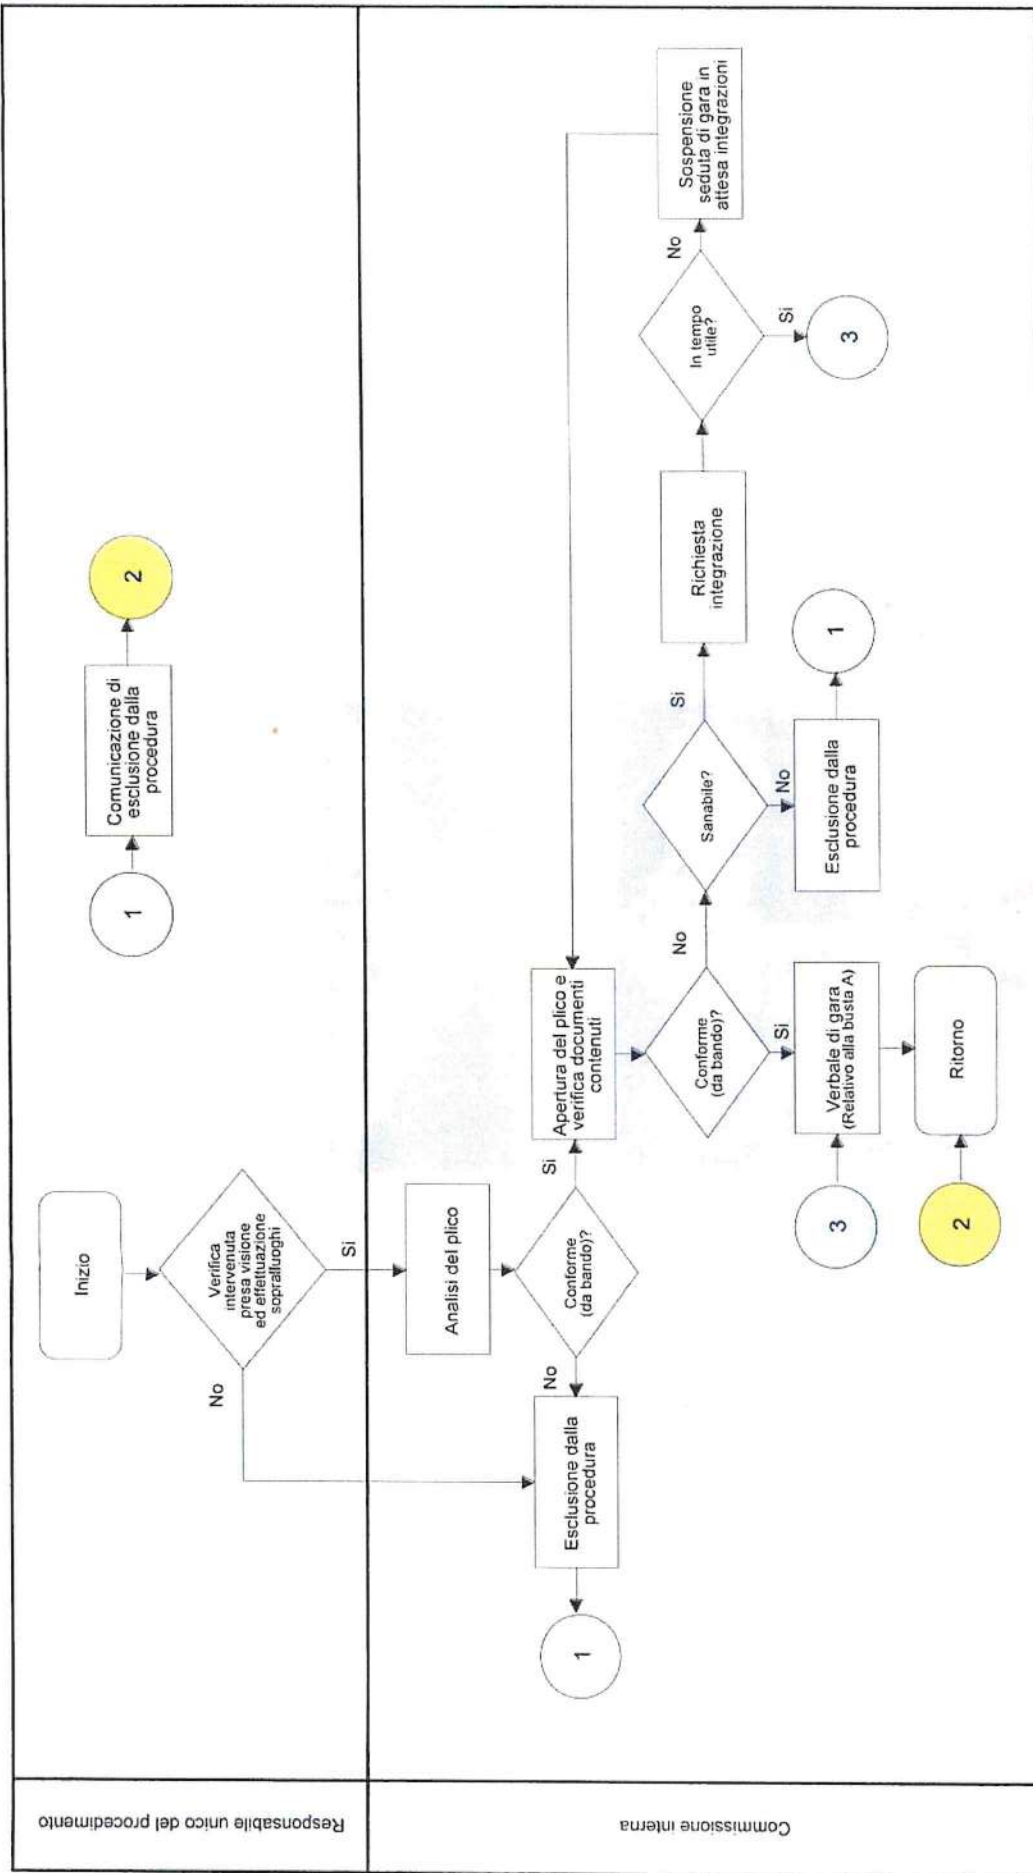 Responsabile unico del procedimento
Inizio
Verifica
intervenuta
presa visione
ed effettuazione
sopralluoghi
No
Si
1
Comunicazione di
esclusione dalla
procedura
2
Commissione interna
Analisi del plico
Conforme
(da bando)?
No
Si
Esclusione dalla
procedura
1
Apertura del plico e
verifica documenti
contenuti
Conforme
(da bando)?
No
Si
Sanabile?
Si
No
Richiesta
integrazione
In tempo
utile?
No
Si
Sospensione
seduta di gara in
attesa integrazioni
3
Esclusione dalla
procedura
1
3
Verbale di gara
(Relativo alla busta A)
2
Ritorno